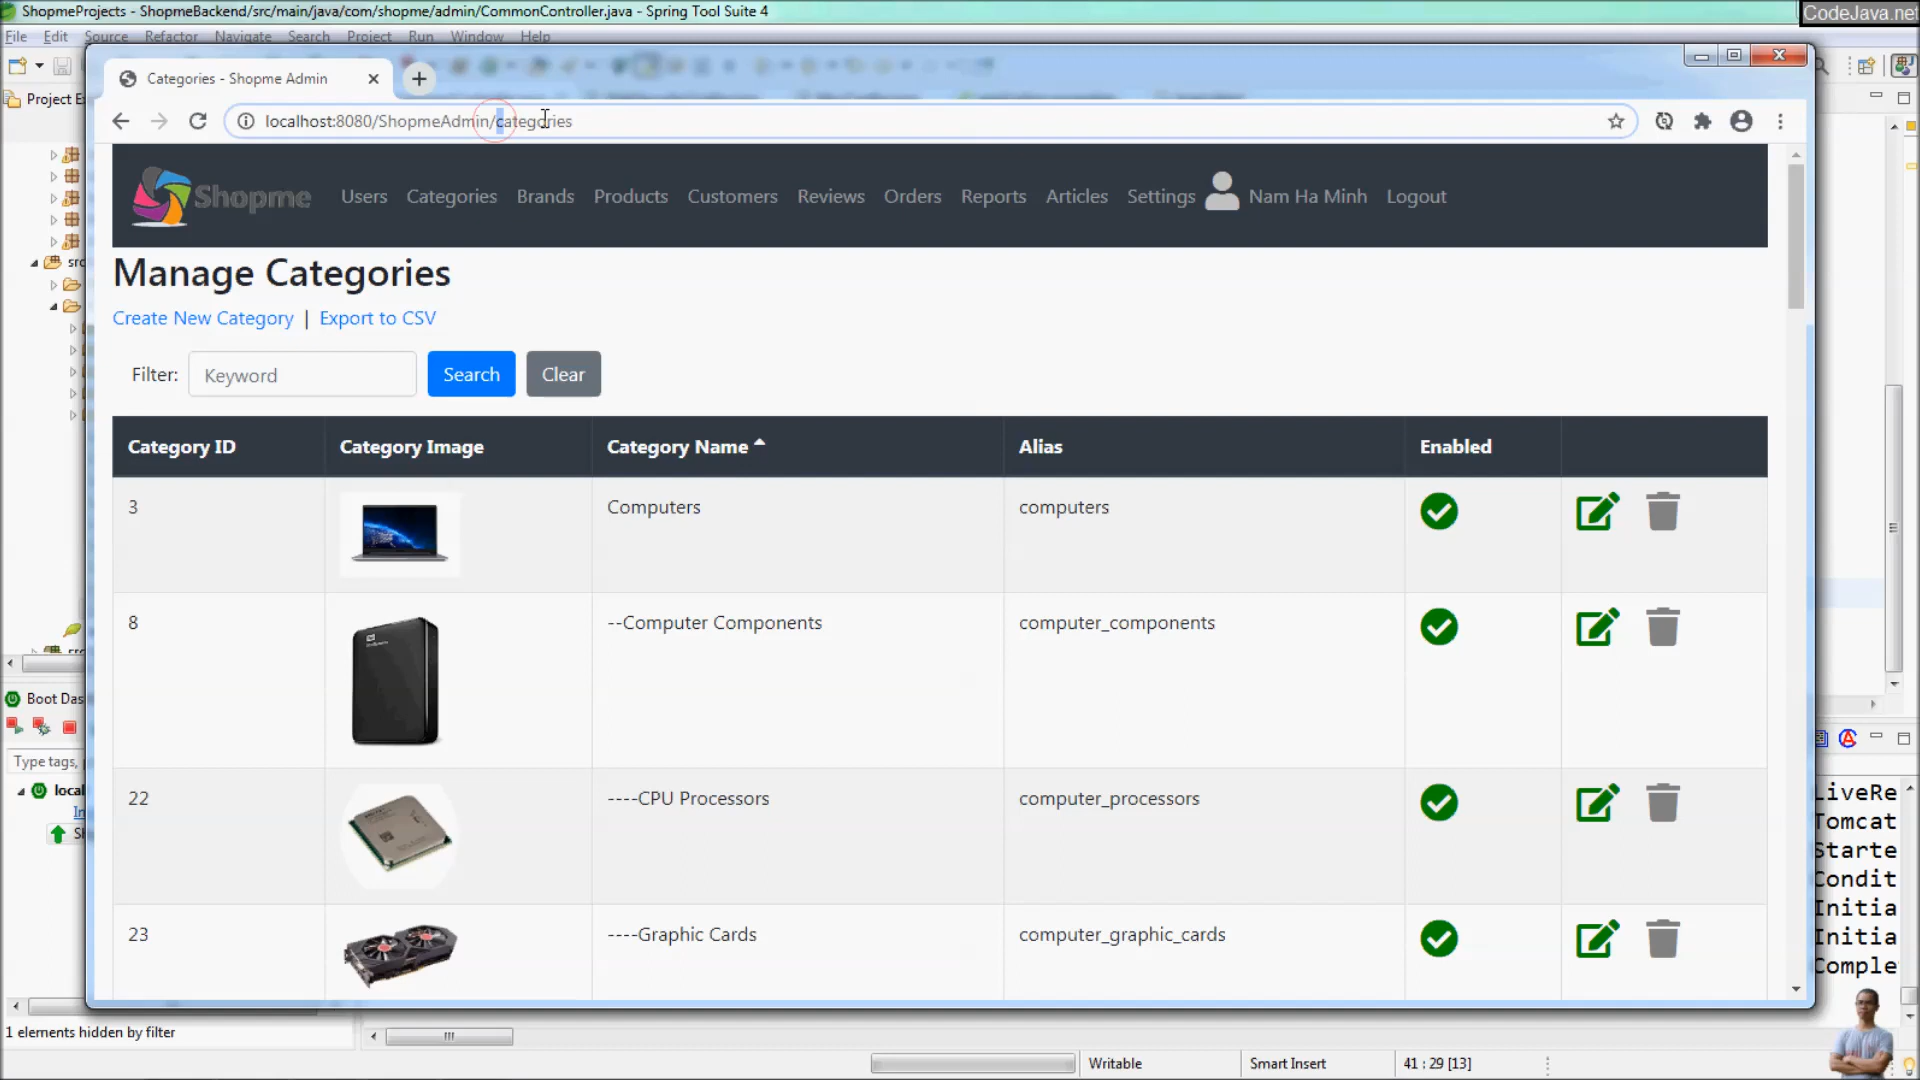 ShopmeProjects - ShopmeBackend/src/main/java/com/shopme/admin/CommonController.java - Spring Tool Suite 4
CodeJava.net
File Edit Source Refactor Navigate Search Project Run Window Help
Categories - Shopme Admin
Project E
localhost:8080/ShopmeAdmin/categories
Shopme Users Categories Brands Products Customers Reviews Orders Reports Articles Settings Nam Ha Minh Logout
Manage Categories
Create New Category | Export to CSV
Filter: Keyword Search Clear
Category ID Category Image Category Name Alias Enabled
3 Computers computers
8 --Computer Components computer_components
22 ----CPU Processors computer_processors
23 ----Graphic Cards computer_graphic_cards
src
Boot Das
Type tags,
local
LiveRe
Tomcat
Starte
Condit
Initia
Initia
Comple
1 elements hidden by filter
Writable Smart Insert 41 : 29 [13]